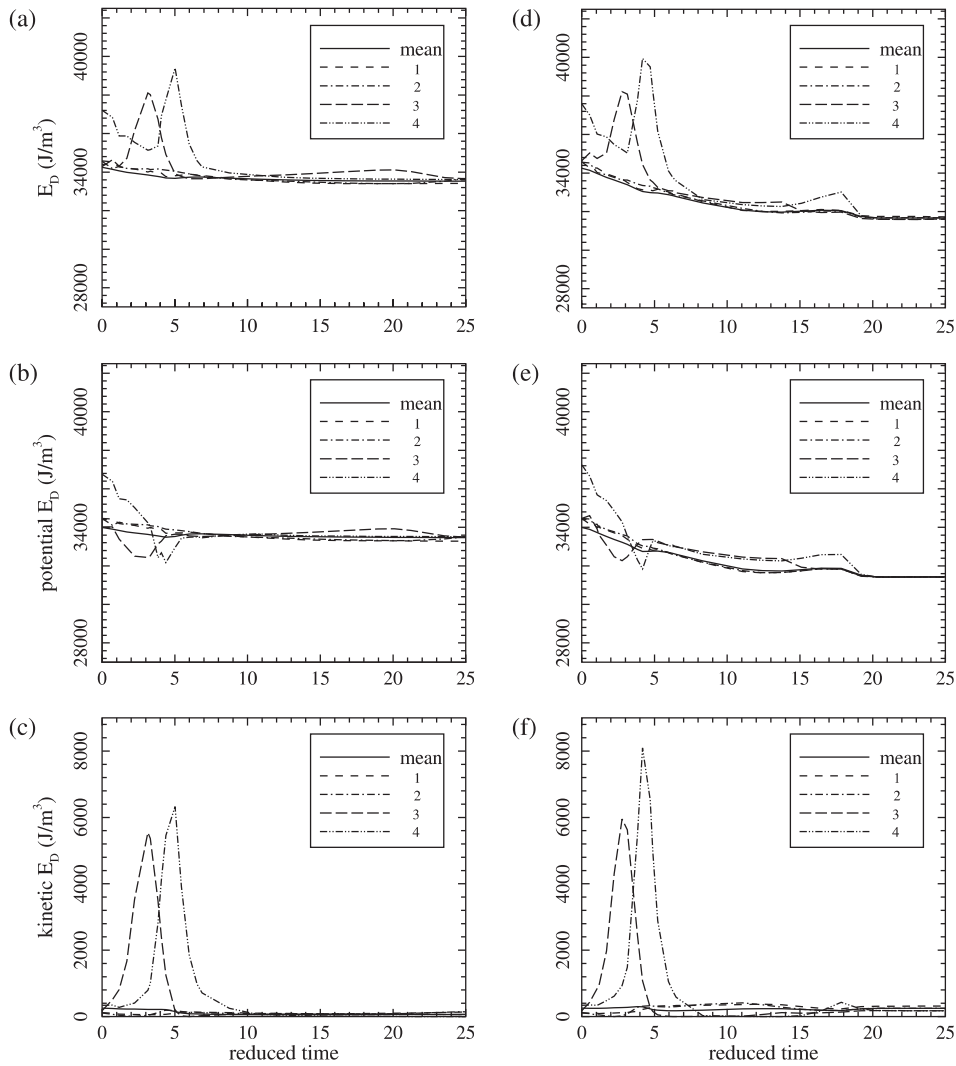 (a)
E_D (J/m³)
40000
34000
28000
mean
1
2
3
4
0 5 10 15 20 25
(d)
mean
1
2
3
4
40000
34000
28000
0 5 10 15 20 25
(b)
potential E_D (J/m³)
40000
34000
28000
mean
1
2
3
4
0 5 10 15 20 25
(e)
40000
34000
28000
mean
1
2
3
4
0 5 10 15 20 25
(c)
kinetic E_D (J/m³)
8000
6000
4000
2000
0
mean
1
2
3
4
0 5 10 15 20 25
reduced time
(f)
8000
6000
4000
2000
0
mean
1
2
3
4
0 5 10 15 20 25
reduced time